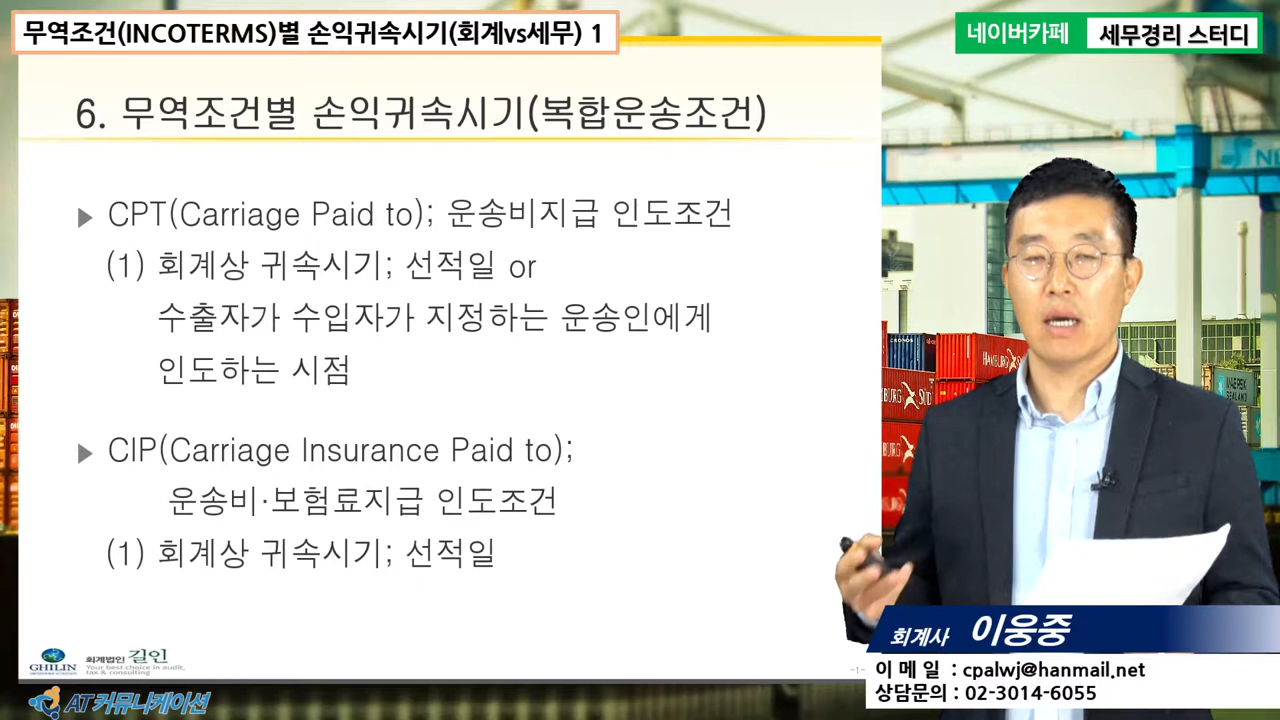 무역조건(INCOTERMS)별 손익귀속시기(회계vs세무) 1
네이버카페 세무경리 스터디
6. 무역조건별 손익귀속시기(복합운송조건)
▶ CPT(Carriage Paid to); 운송비지급 인도조건
(1) 회계상 귀속시기; 선적일 or
수출자가 수입자가 지정하는 운송인에게
인도하는 시점
▶ CIP(Carriage Insurance Paid to);
운송비·보험료지급 인도조건
(1) 회계상 귀속시기; 선적일
CRONOS
HAMBURG
MAERSK
SEALAND
회계사 이웅중
이 메 일 : cpalwj@hanmail.net
상담문의 : 02-3014-6055
GHILIN
회계법인 길인
Your best choice in audit,
tax & consulting
-1-
AT커뮤니케이션